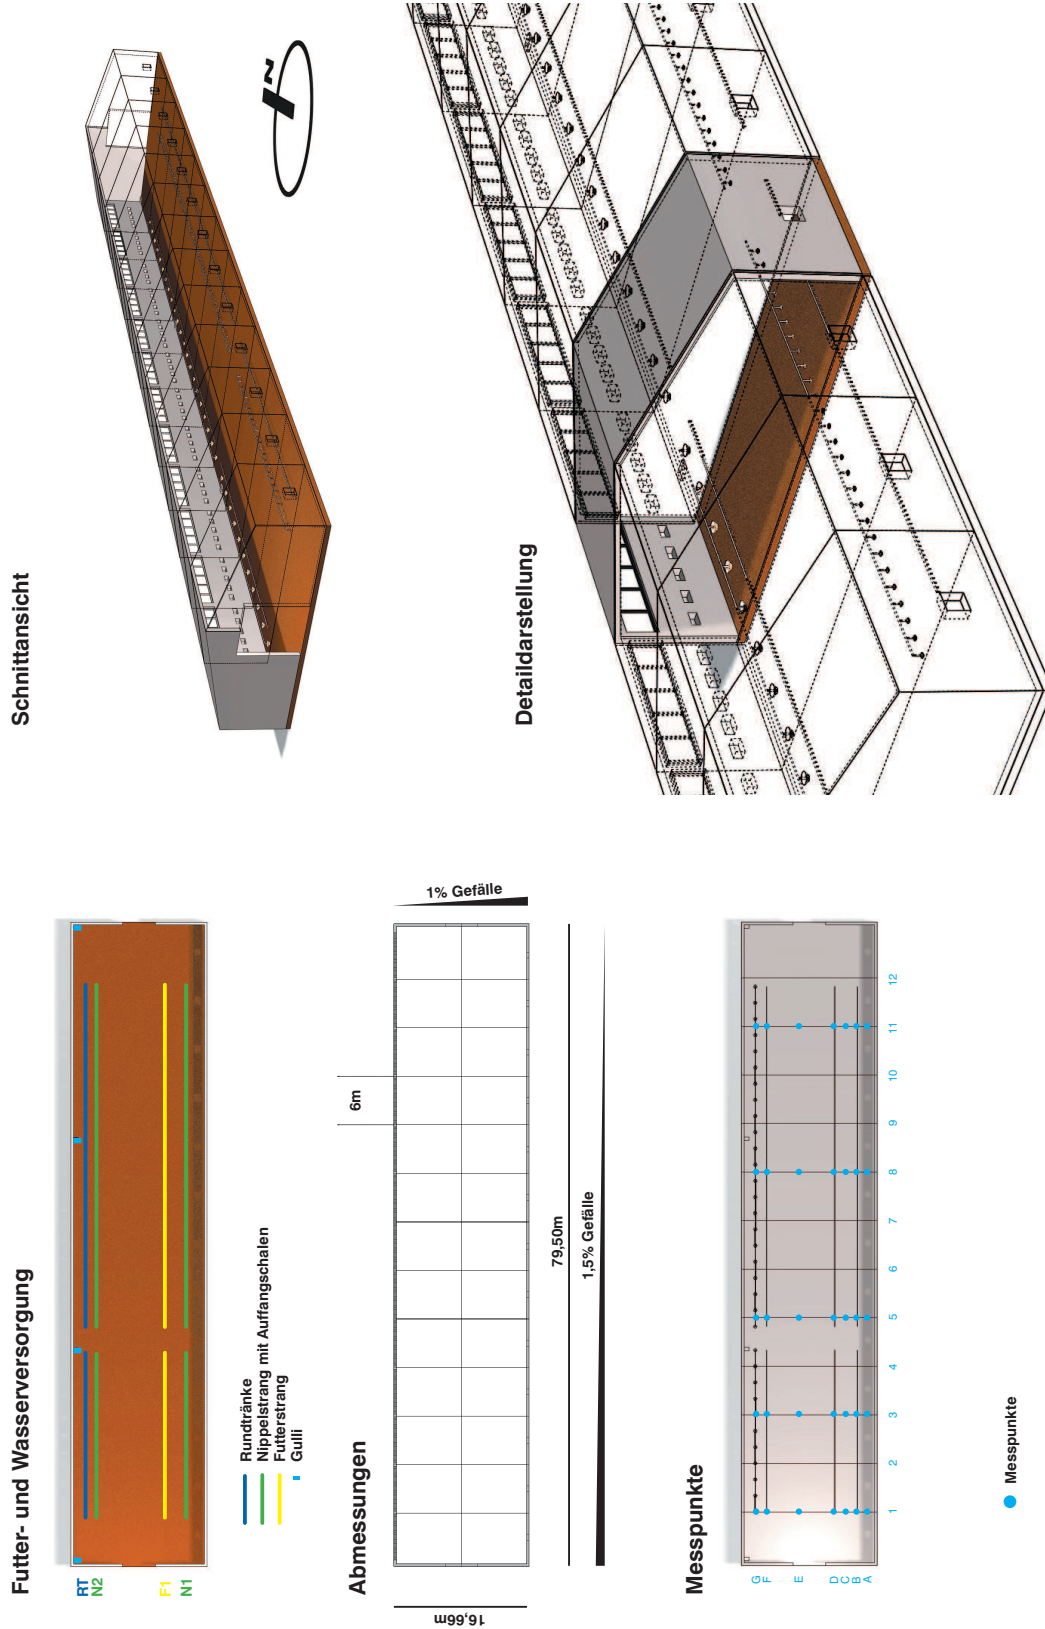 Futter- und Wasserversorgung
RT
N2
F1
N1
Rundtränke
Nippelstrang mit Auffangschalen
Futterstrang
Gulli
Abmessungen
16,66m
6m
1% Gefälle
79,50m
1,5% Gefälle
Messpunkte
G
F
E
D
C
B
A
1 2 3 4 5 6 7 8 9 10 11 12
Messpunkte
Schnittansicht
N
Detaildarstellung